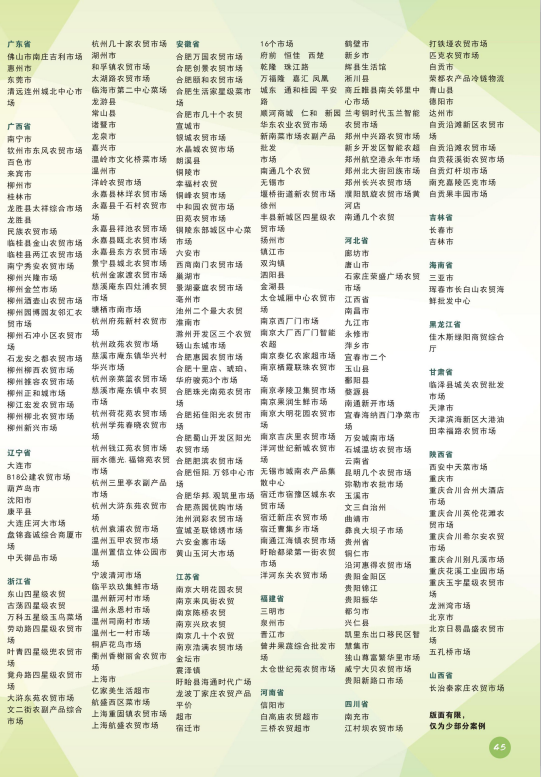 广东省
佛山市南庄吉利市场
惠州市
东莞市
清远连州城北中心市
场
广西省
南宁市
钦州市东风农贸市场
百色市
来宾市
柳州市
桂林市
龙胜县太祥综合市场
龙胜县
民族农贸市场
临桂县金山农贸市场
临桂县两江农贸市场
南宁秀安农贸市场
柳州兴隆市场
柳州金苙市场
柳州酒壶山农贸市场
柳州园博园友邻汇农
贸市场
柳州石冲小区农贸市
场
石龙安之都农贸市场
柳州柳西农贸市场
柳州雒容农贸市场
柳州正和城市场
柳江宏发农贸市场
柳州柳北农贸市场
柳州新兴市场
辽宁省
大连市
818公建农贸市场
葫芦岛市
沈阳市
康平县
大连庄河大市场
盘锦鑫诚综合商厦市
场
中天御品市场
浙江省
东山四星级农贸
古荡四星级农贸
万科五星级玉鸟菜场
劳动路四星级农贸市
场
叶青四星级兜农贸市
场
竞舟路四星级农贸市
场
大浒东苑农贸市场
文二街农副产品综合
市场
杭州几十家农贸市场
湖州市
和孚镇农贸市场
太湖路农贸市场
临海市第二中心菜场
龙游县
常山县
诸暨市
龙泉市
嘉兴市
温岭市文化桥菜市场
温州市
洋岭农贸市场
永嘉县林垟农贸市场
永嘉县千石村农贸市
场
永嘉县祥池农贸市场
永嘉县瓯北农贸市场
永嘉县东方农贸市场
景宁县城北农贸市场
杭州金家渡农贸市场
慈溪庵东四灶浦农贸
市场
塘栖市南市场
杭州府苑新村农贸市
场
杭州政苑农贸市场
慈溪市庵东镇华兴村
华兴市场
杭州亲菜篮农贸市场
慈溪市庵东镇中农贸
市场
杭州荷花苑农贸市场
杭州学苑春晓农贸市
场
杭州钱江苑农贸市场
丽水德光.福锦苑农贸
市场
杭州三里亭农副产品
市场
杭州大浒东苑农贸市
场
杭州袁浦农贸市场
温州五甲农贸市场
温州置信立体公园市
场
宁波清河市场
临平玖玖集鲜市场
温州新河村市场
温州永恩村市场
温州司南村市场
温州七一村市场
桐庐花鸟市场
衢州香榭丽舍农贸市
场
上海市
亿家美生活超市
航盛西区菜市场
上海重固镇农贸市场
上海航盛农贸市场
安徽省
合肥万国农贸市场
合肥创景农贸市场
合肥颐和农贸市场
合肥生活家星级菜市
场
合肥市几十个农贸
宣城市
银城农贸市场
水晶城农贸市场
朗溪县
铜陵市
幸福村农贸
铜峰农贸市场
中和园农贸市场
田苑农贸市场
铜陵东部城区中心菜
市场
六安市
西商南门农贸市场
巢湖市
景湖豪庭农贸市场
亳州市
池州二个最大农贸
淮南市
滁州开发区三个农贸
砀山东城市场
合肥惠园农贸市场
合肥十里店、琥珀、
华府骏苑3个市场
合肥珠光南苑农贸市
场
合肥拓佳阳光农贸市
场
合肥蜀山开发区阳光
农贸市场
合肥肥滨农贸市场
合肥恒阳.万邻中心市
场
合肥华邦.观筑里市场
合肥燕园优购市场
池州润彩农贸市场
宣城圣联锦绣市场
六安金寨市场
黄山玉河大市场
江苏省
南京大明花园农贸
南京来凤街农贸
南京陈桥农贸
南京兴欣农贸
南京几十个农贸
南京浩满农贸市场
金坛市
震泽镇
盱眙县海通时代广场
龙波丁家庄农贸产品
平价
超市
宿迁市
16个市场
府前 恒佳 西楚
乾隆 珠江路
万福隆 嘉汇 凤凰
城东 通和桂园 平安
路
顺河商城 仁和 新园
华东农业农贸市场
新南菜市场农副产品
批发
市场
南通几个农贸
无锡市
堰桥街道新农贸市场
徐州
丰县新城区四星级农
贸市场
扬州市
镇江市
双沟镇
泗阳县
金湖县
太仓城厢中心农贸市
场
南京西厂门市场
南京大厂西厂门智能
农超
南京泰亿农家超市场
南京栖霞联珠农贸市
场
南京孝陵卫集贸市场
南京果润生鲜市场
南京大明花园农贸市
场
南京吉庆里农贸市场
洋河世纪新城农贸市
场
无锡市城南农产品集
散中心
宿迁市宿豫区城东农
贸市场
宿迁新庄农贸市场
宿迁曹集乡市场
南通江海镇农贸市场
盱眙都梁第一街农贸
市场
洋河东关农贸市场
福建省
三明市
泉州市
晋江市
曾井果蔬综合批发市
场
太仓世纪苑农贸市场
河南省
信阳市
白高庙农贸超市
三桥农贸超市
鹤壁市
新乡市
辉县生活馆
淅川县
商丘睢县南关邻里中
心市场
兰考铜时代玉兰智能
农贸市场
郑州中兴路农贸市场
新乡开发区智能农超
郑州航空港永年市场
郑州北大街回族市场
郑州长兴农贸市场
濮阳凯旋农贸市场黄
河店
南通几个农贸
河北省
廊坊市
唐山市
石家庄荣盛广场农贸
市场
江西省
南昌市
九江市
永修市
萍乡市
宜春市二个
玉山县
鄱阳县
婺源县
南通新开市场
宜春海纳西门净菜市
场
万安城南市场
石城温坊农贸市场
云南省
昆明几个农贸市场
弥勒市农批市场
玉溪市
文三自治州
曲靖市
彝良大坝子市场
贵州省
铜仁市
沿河惠得农贸市场
贵阳金阳区
贵阳锦江
贵阳振华
都匀市
兴仁县
凯里东出口移民区智
慧集市
独山尊富繁华里市场
威宁大贝农贸市场
贵阳新路口市场
四川省
南充市
江村坝农贸市场
打铁垭农贸市场
匹克农贸市场
自贡市
荣都农产品冷链物流
青山县
德阳市
达州市
自贡沿滩新区农贸市
场
自贡沿滩农贸市场
自贡莜溪街农贸市场
自贡灯杆坝市场
南充嘉陵匹克市场
自贡果丰园市场
吉林省
长春市
吉林市
海南省
三亚市
珲春市长白山农贸海
鲜批发中心
黑龙江省
佳木斯绿阳商贸综合
厅
甘肃省
临泽县城关农贸批发
市场
天津市
天津滨海新区大港油
田幸福路农贸市场
陕西省
西安中天菜市场
重庆市
重庆合川合州大酒店
市场
重庆合川英伦花滩农
贸市场
重庆合川希尔安农贸
市场
重庆合川别凡溪市场
重庆花溪工业园市场
重庆玉宇星级农贸市
场
龙洲湾市场
北京市
北京日易晶盛农贸市
场
五孔桥市场
山西省
长治秦家庄农贸市场
版面有限，
仅为少部分案例
45